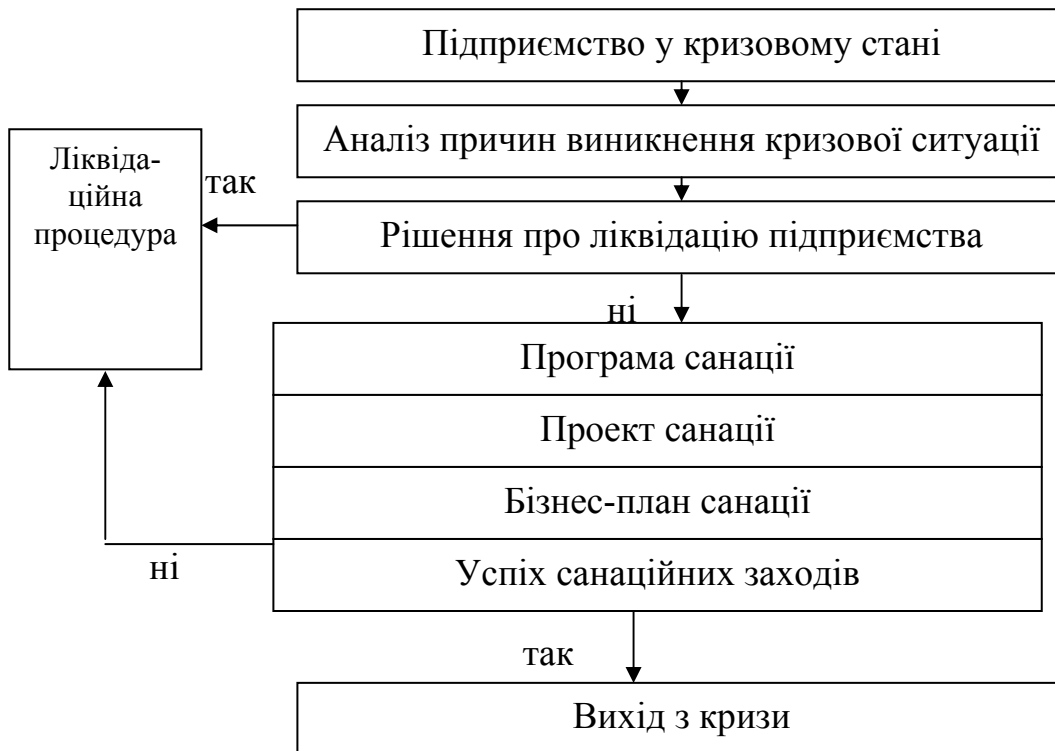 Підприємство у кризовому стані
Аналіз причин виникнення кризової ситуації
Ліквіда-
ційна
процедура
так
Рішення про ліквідацію підприємства
ні
Програма санації
Проект санації
Бізнес-план санації
ні
Успіх санаційних заходів
так
Вихід з кризи